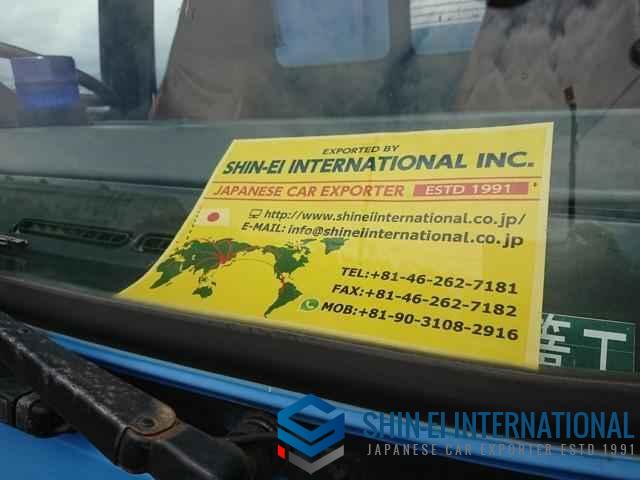 EXPORTED BY
SHIN-EI INTERNATIONAL INC.
JAPANESE CAR EXPORTER ESTD 1991
http://www.shineiinternational.co.jp/
E-MAIL: info@shineiinternational.co.jp
TEL:+81-46-262-7181
FAX:+81-46-262-7182
MOB:+81-90-3108-2916
SHIN-EI INTERNATIONAL
JAPANESE CAR EXPORTER ESTD 1991